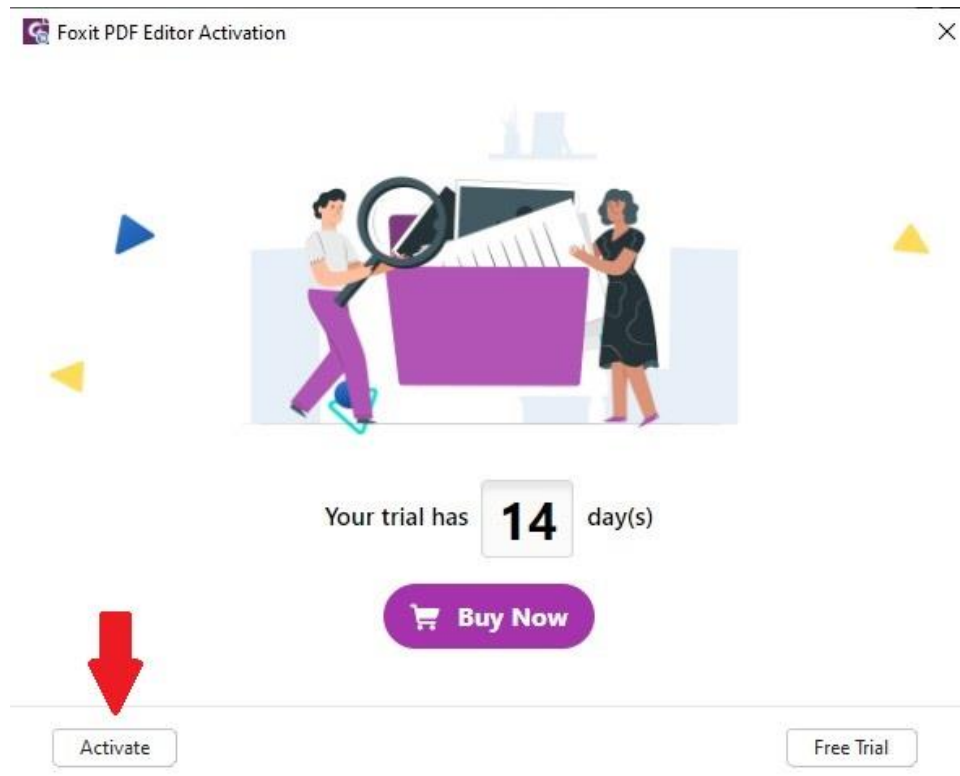 Foxit PDF Editor Activation
Your trial has 14 day(s)
Buy Now
Activate
Free Trial